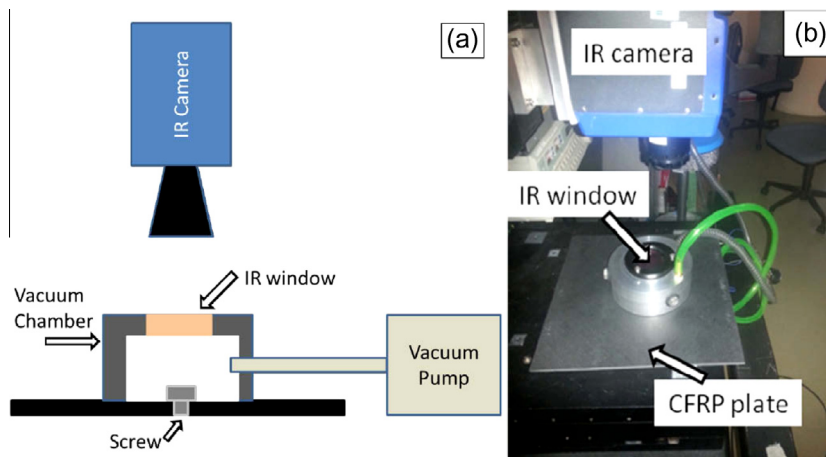 (a)
IR Camera
IR window
Vacuum
Chamber
Vacuum
Pump
Screw
(b)
IR camera
IR window
CFRP plate